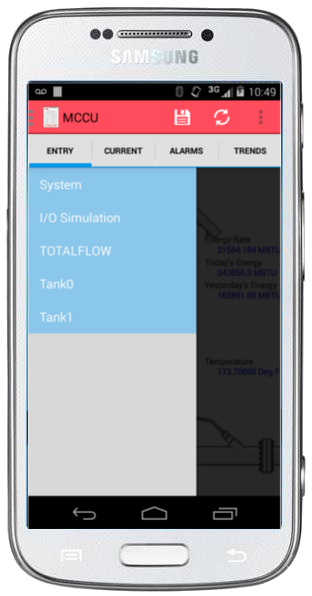 SAMSUNG
3G 10:49
MCCU
ENTRY CURRENT ALARMS TRENDS
System
I/O Simulation
TOTALFLOW
Tank0
Tank1
Energy Rate
21564.184 MBTU
Today's Energy
243856.3 MBTU
Yesterday's Energy
165891.69 MBTU
Temperature
173.70895 Deg F